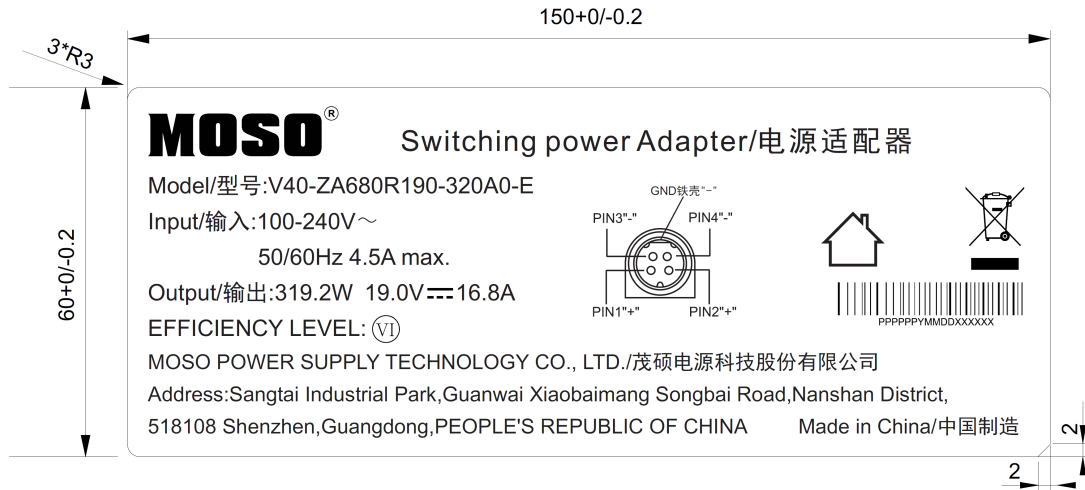 150+0/-0.2
3*R3
60+0/-0.2
MOSO®
Switching power Adapter/电源适配器
Model/型号:V40-ZA680R190-320A0-E
Input/输入:100-240V～
50/60Hz 4.5A max.
Output/输出:319.2W 19.0V⎓16.8A
EFFICIENCY LEVEL: Ⅵ
GND铁壳"-"
PIN3"-"
PIN4"-"
PIN1"+"
PIN2"+"
PPPPPPYMMDDXXXXXX
MOSO POWER SUPPLY TECHNOLOGY CO., LTD./茂硕电源科技股份有限公司
Address:Sangtai Industrial Park,Guanwai Xiaobaimang Songbai Road,Nanshan District,
518108 Shenzhen,Guangdong,PEOPLE'S REPUBLIC OF CHINA
Made in China/中国制造
2
2